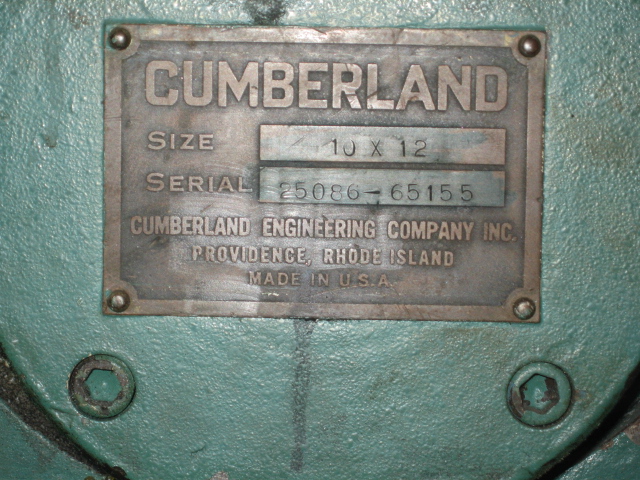 CUMBERLAND
SIZE 10 X 12
SERIAL 25086-65155
CUMBERLAND ENGINEERING COMPANY INC.
PROVIDENCE, RHODE ISLAND
MADE IN U.S.A.